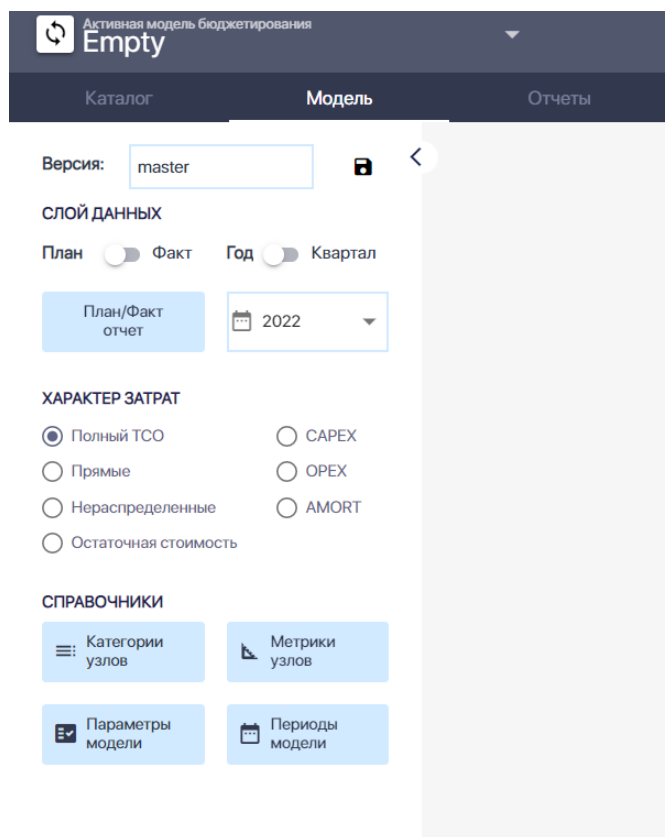 Активная модель бюджетирования
Empty
Каталог Модель Отчеты
Версия: master
СЛОЙ ДАННЫХ
План Факт Год Квартал
План/Факт
отчет
2022
ХАРАКТЕР ЗАТРАТ
Полный TCO CAPEX
Прямые OPEX
Нераспределенные AMORT
Остаточная стоимость
СПРАВОЧНИКИ
Категории
узлов
Метрики
узлов
Параметры
модели
Периоды
модели